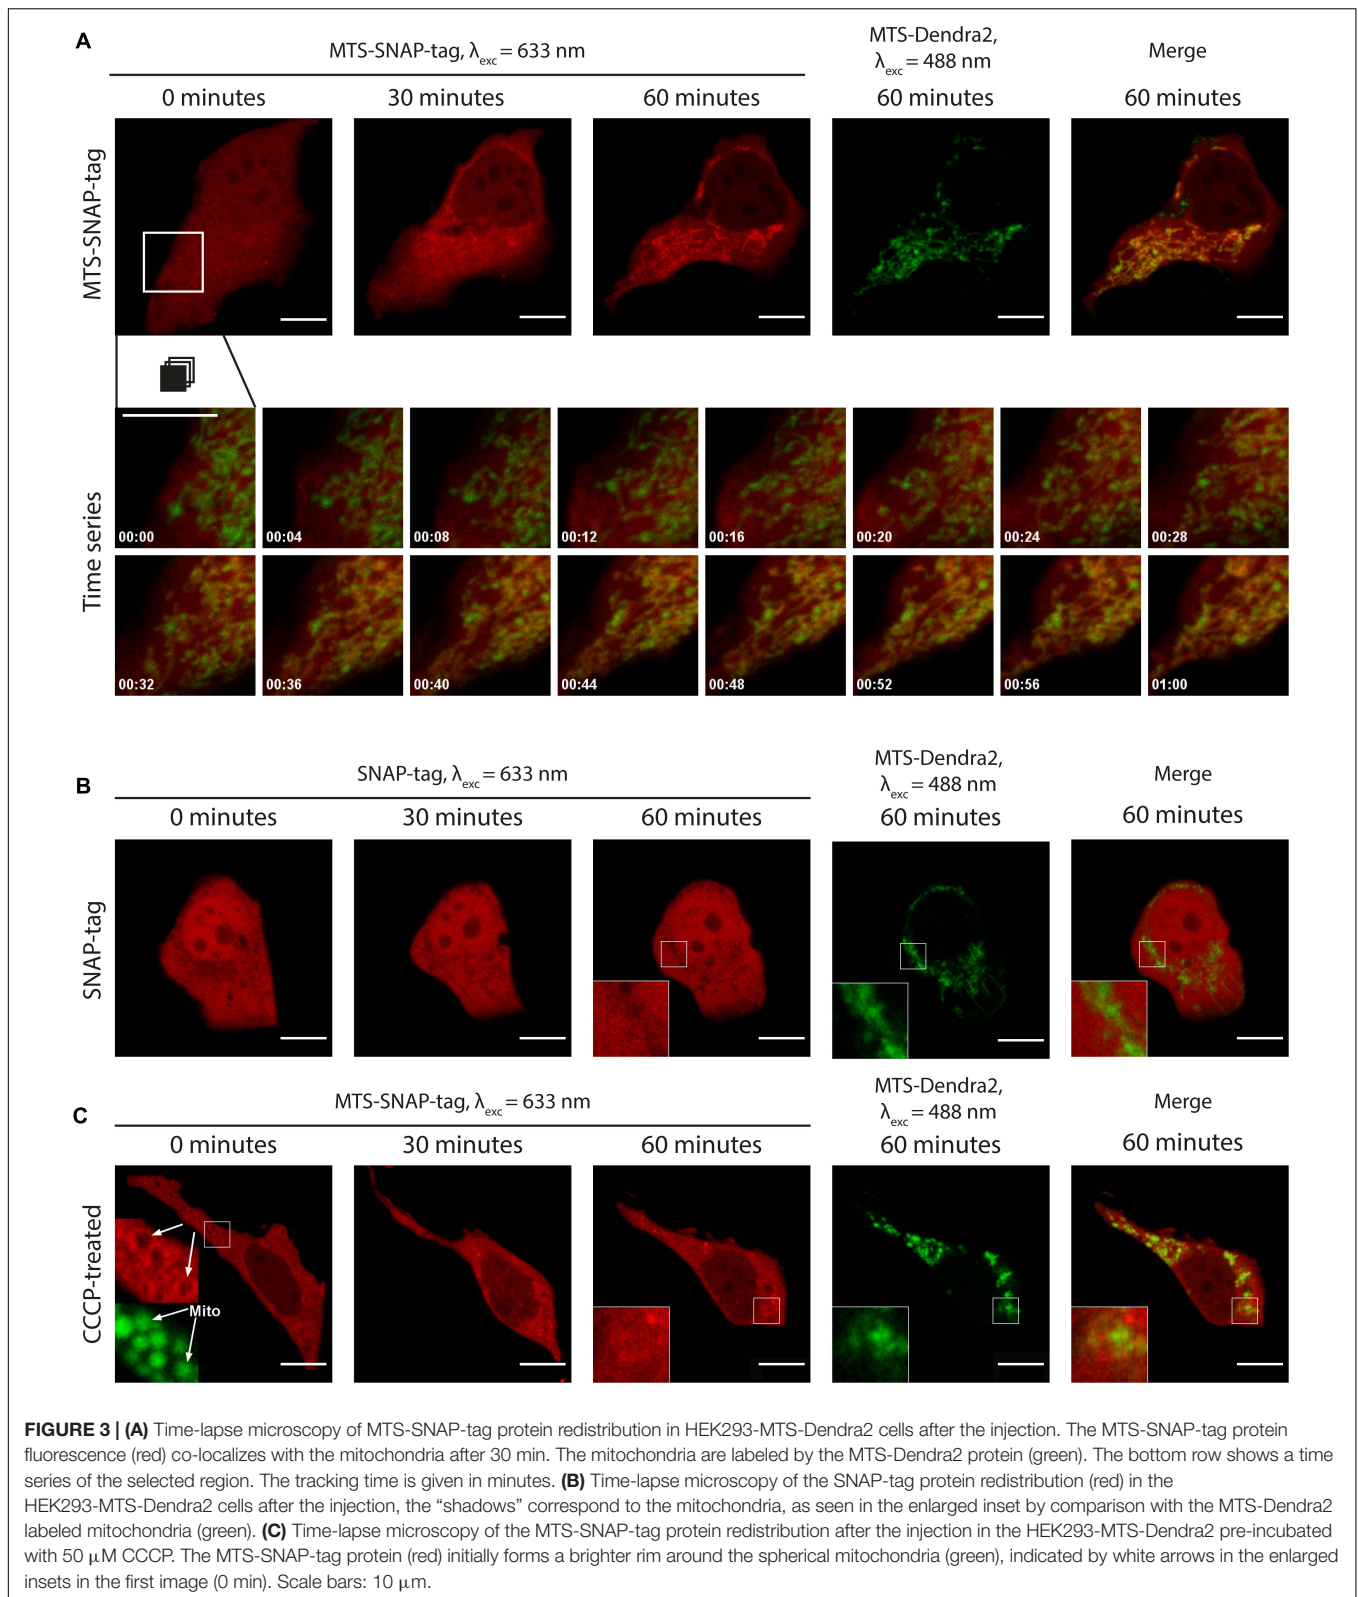 A
MTS-SNAP-tag, λexc = 633 nm
MTS-Dendra2,
λexc = 488 nm
Merge
0 minutes
30 minutes
60 minutes
60 minutes
60 minutes
MTS-SNAP-tag
Time series
00:00
00:04
00:08
00:12
00:16
00:20
00:24
00:28
00:32
00:36
00:40
00:44
00:48
00:52
00:56
01:00
B
SNAP-tag, λexc = 633 nm
MTS-Dendra2,
λexc = 488 nm
Merge
0 minutes
30 minutes
60 minutes
60 minutes
60 minutes
SNAP-tag
C
MTS-SNAP-tag, λexc = 633 nm
MTS-Dendra2,
λexc = 488 nm
Merge
0 minutes
30 minutes
60 minutes
60 minutes
60 minutes
CCCP-treated
Mito
FIGURE 3 | (A) Time-lapse microscopy of MTS-SNAP-tag protein redistribution in HEK293-MTS-Dendra2 cells after the injection. The MTS-SNAP-tag protein
fluorescence (red) co-localizes with the mitochondria after 30 min. The mitochondria are labeled by the MTS-Dendra2 protein (green). The bottom row shows a time
series of the selected region. The tracking time is given in minutes. (B) Time-lapse microscopy of the SNAP-tag protein redistribution (red) in the
HEK293-MTS-Dendra2 cells after the injection, the “shadows” correspond to the mitochondria, as seen in the enlarged inset by comparison with the MTS-Dendra2
labeled mitochondria (green). (C) Time-lapse microscopy of the MTS-SNAP-tag protein redistribution after the injection in the HEK293-MTS-Dendra2 pre-incubated
with 50 μM CCCP. The MTS-SNAP-tag protein (red) initially forms a brighter rim around the spherical mitochondria (green), indicated by white arrows in the enlarged
insets in the first image (0 min). Scale bars: 10 μm.